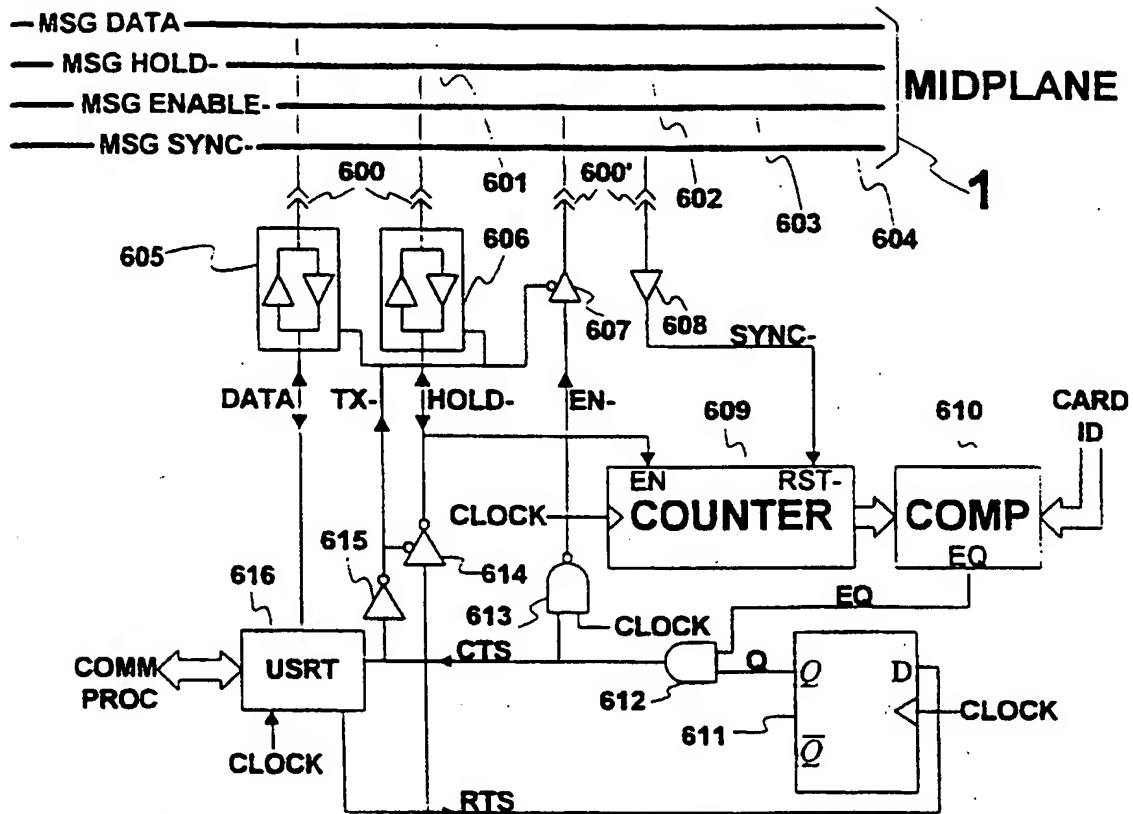 MSG DATA
MSG HOLD-
MSG ENABLE-
MSG SYNC-
MIDPLANE
1
600
601
600'
602
603
604
605
606
607
608
SYNC-
DATA
TX-
HOLD-
EN-
609
610
CARD
ID
EN
RST-
CLOCK
COUNTER
COMP
EQ
615
614
616
613
CLOCK
EQ
COMM
PROC
USRT
CTS
612
Q
Q
D
611
CLOCK
Q
CLOCK
RTS